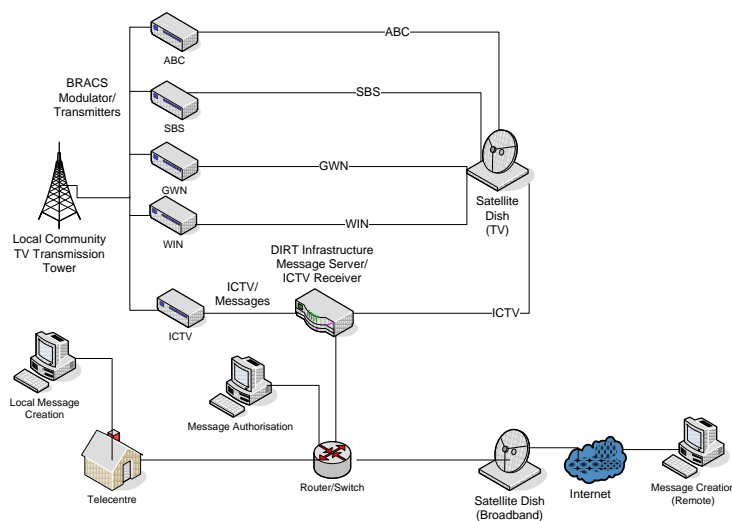 ABC
ABC
BRACS
Modulator/
Transmitters
SBS
SBS
GWN
GWN
Satellite
Dish
(TV)
WIN
WIN
Local Community
TV Transmission
Tower
DIRT Infrastructure
Message Server/
ICTV Receiver
ICTV/
Messages
ICTV
ICTV
Local Message
Creation
Message Authorisation
Telecentre
Router/Switch
Satellite Dish
(Broadband)
Internet
Message Creation
(Remote)